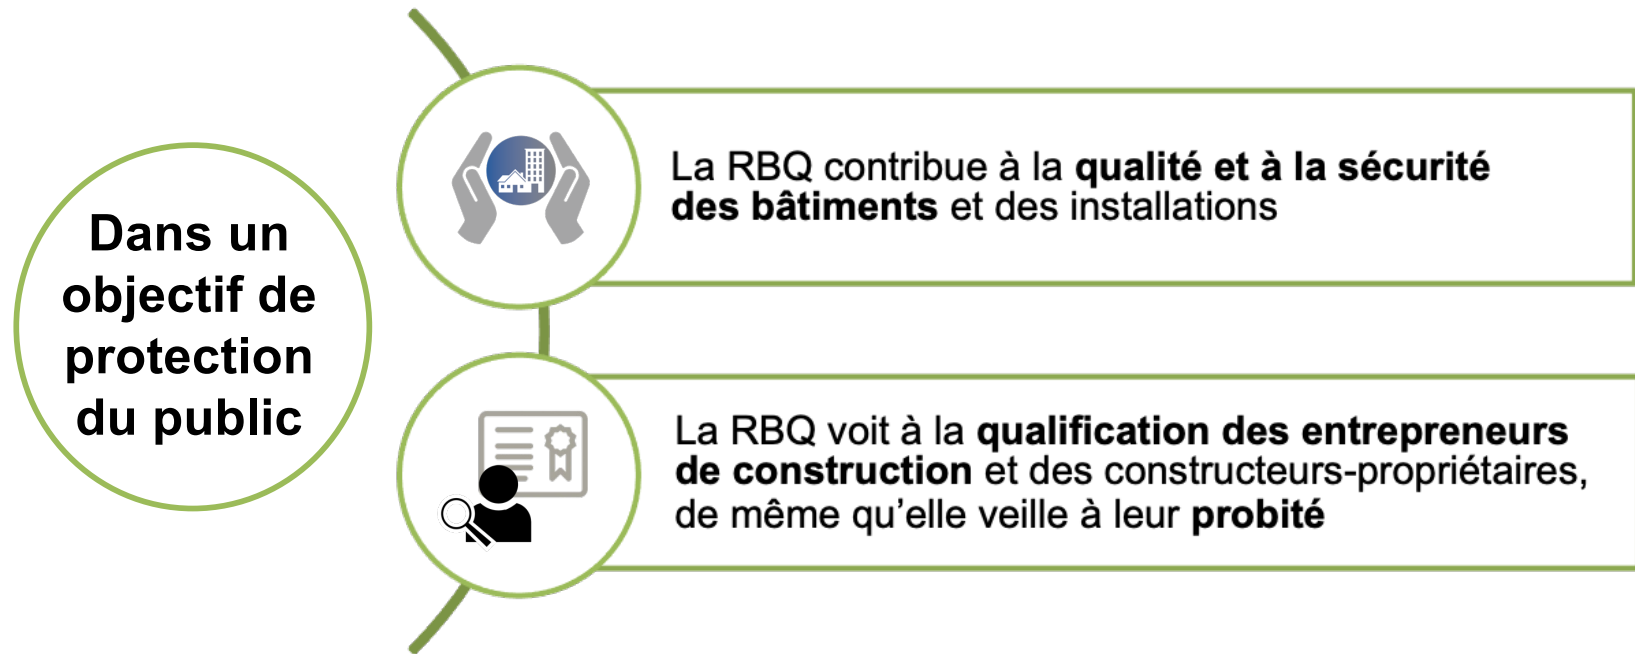 Dans un
objectif de
protection
du public
La RBQ contribue à la qualité et à la sécurité
des bâtiments et des installations
La RBQ voit à la qualification des entrepreneurs
de construction et des constructeurs-propriétaires,
de même qu’elle veille à leur probité